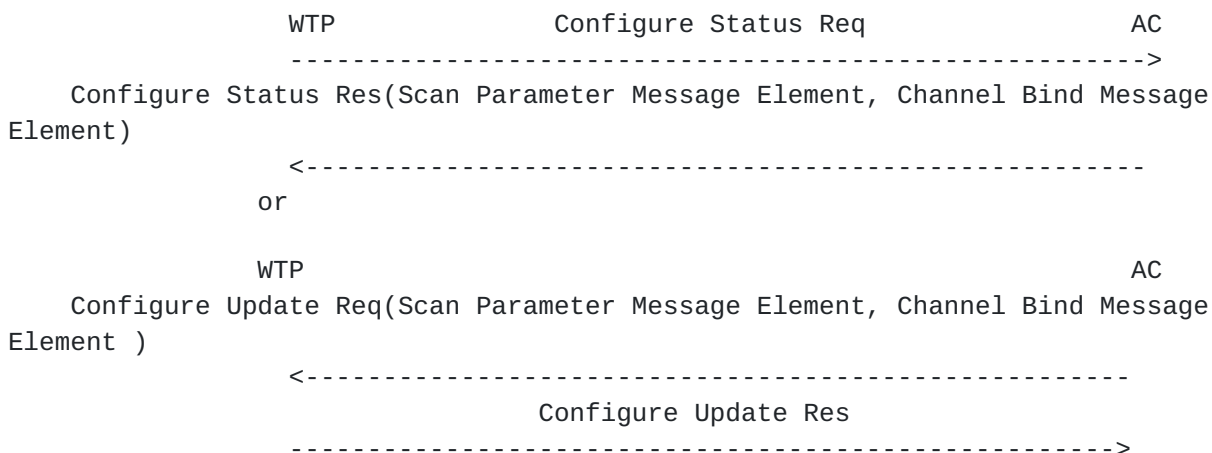 WTP Configure Status Req AC
------------------------------------------------------->
Configure Status Res(Scan Parameter Message Element, Channel Bind Message
Element)
<------------------------------------------------------
or
WTP AC
Configure Update Req(Scan Parameter Message Element, Channel Bind Message
Element )
<-----------------------------------------------------
Configure Update Res
----------------------------------------------------->